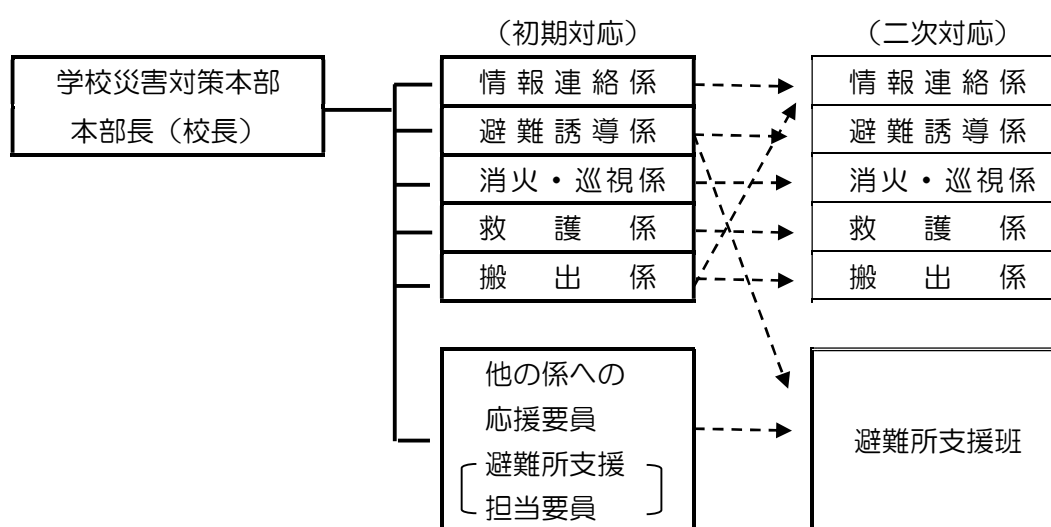 （初期対応）
（二次対応）
学校災害対策本部
本部長（校長）
情報連絡係
避難誘導係
消火・巡視係
救護係
搬出係
他の係への
応援要員
避難所支援
担当要員
情報連絡係
避難誘導係
消火・巡視係
救護係
搬出係
避難所支援班